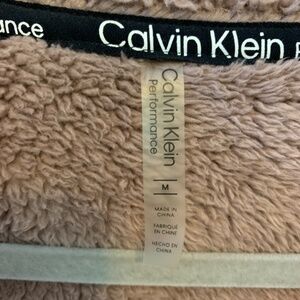 ance Calvin Klein
Calvin Klein
Performance
M
MADE IN
CHINA
FABRIQUÉ
EN CHINE
HECHO EN
CHINA